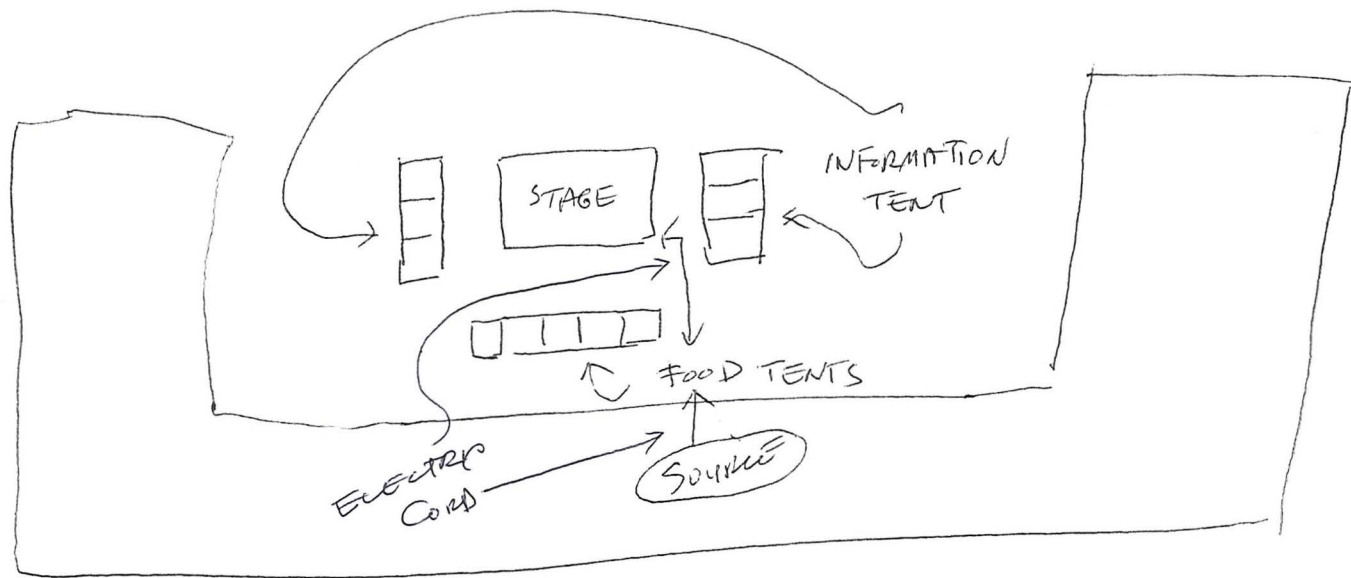 STAGE
INFORMATION
TENT
FOOD TENTS
ELECTRIC
CORD
SOURCE